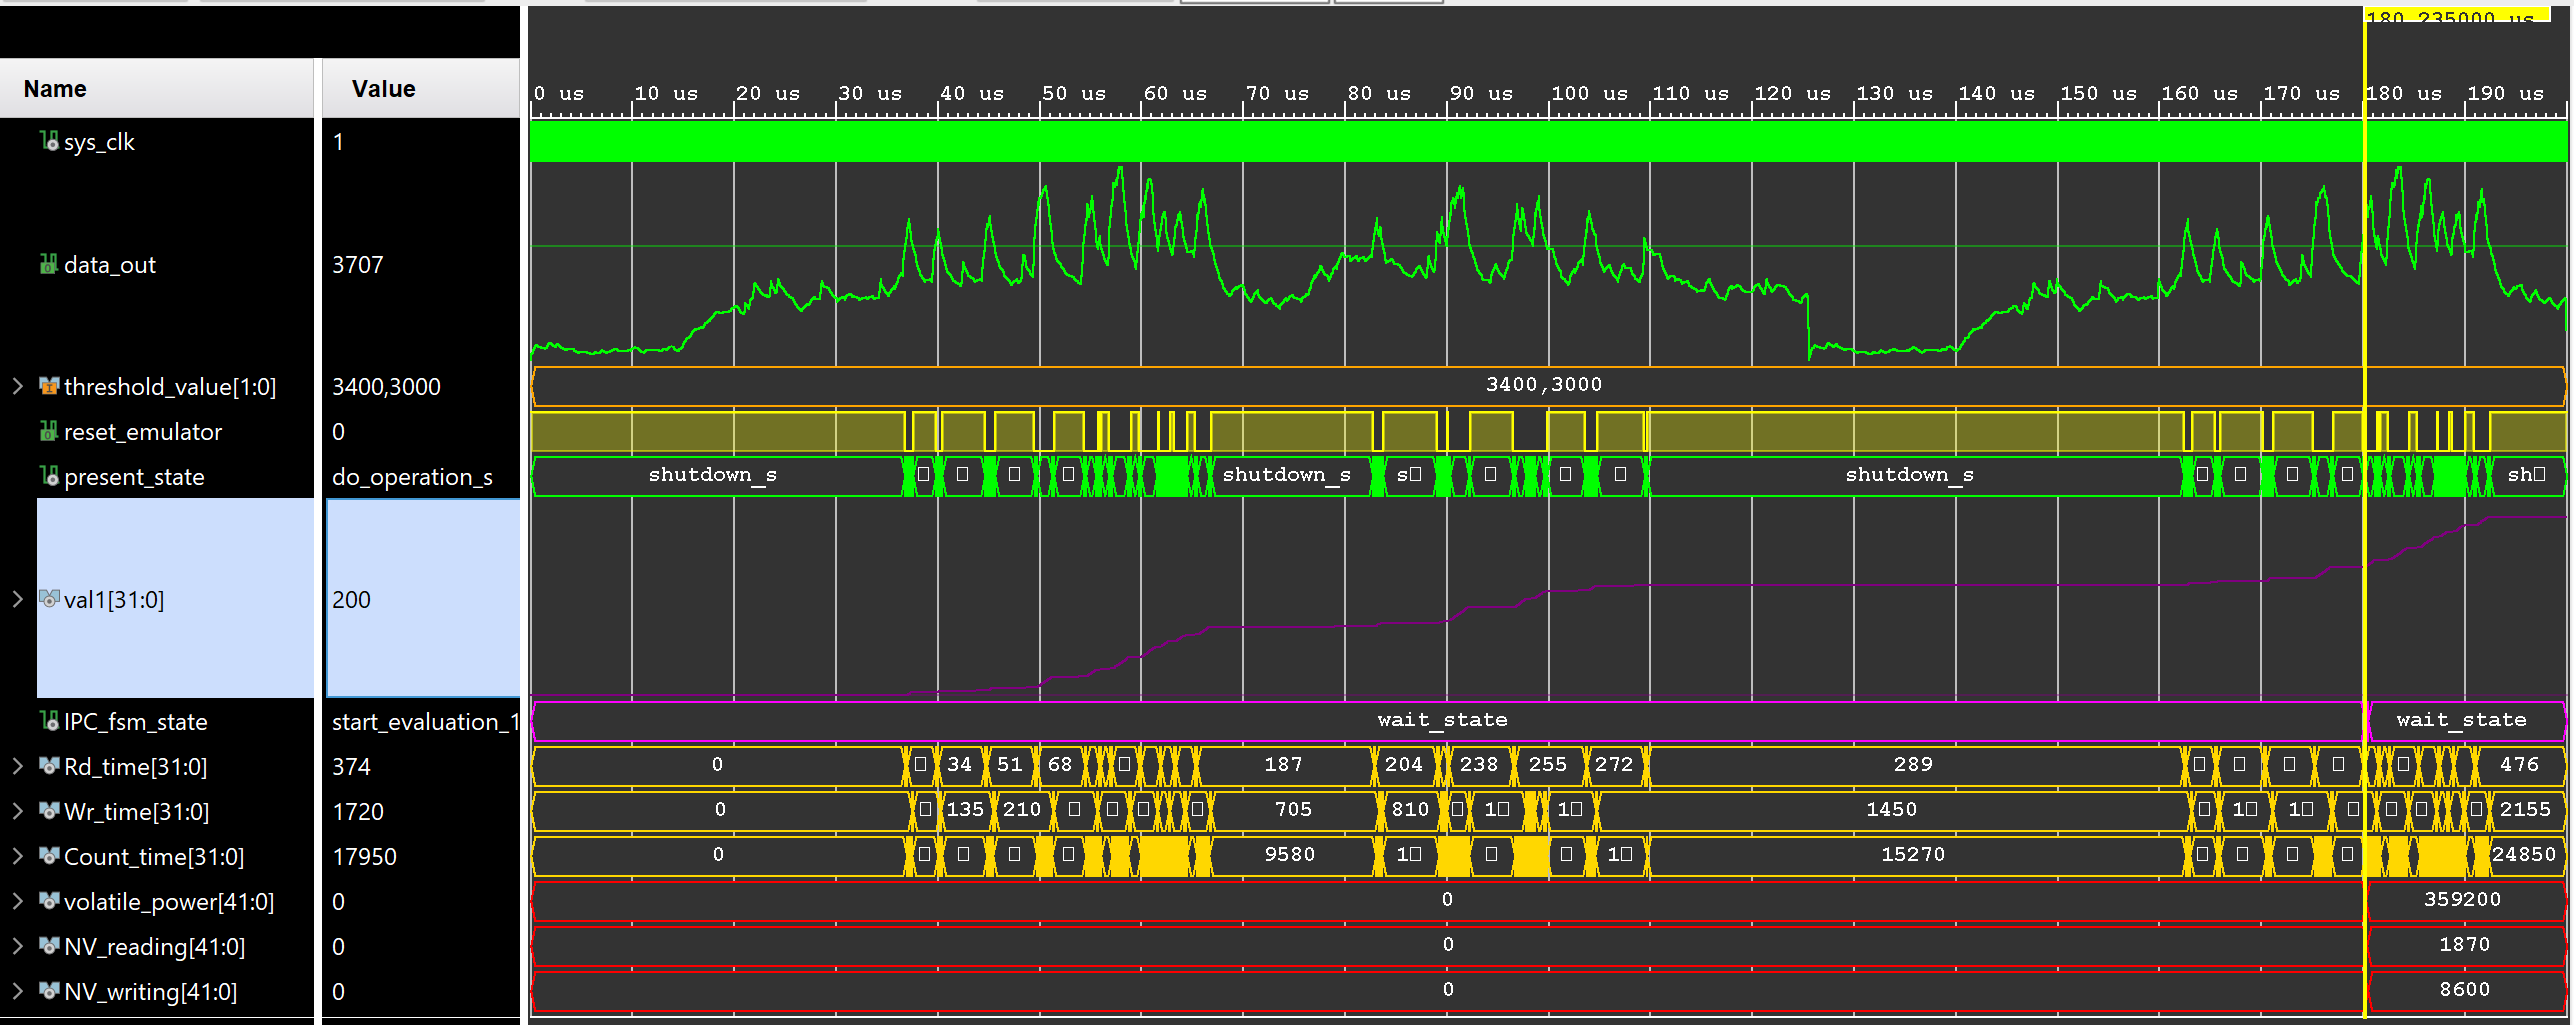 180.235000 us
Name Value
0 us 10 us 20 us 30 us 40 us 50 us 60 us 70 us 80 us 90 us 100 us 110 us 120 us 130 us 140 us 150 us 160 us 170 us 180 us 190 us
sys_clk 1
data_out 3707
threshold_value[1:0] 3400,3000 3400,3000
reset_emulator 0
present_state do_operation_s shutdown_s shutdown_s s shutdown_s sh
val1[31:0] 200
IPC_fsm_state start_evaluation_1 wait_state wait_state
Rd_time[31:0] 374 0 34 51 68 187 204 238 255 272 289 476
Wr_time[31:0] 1720 0 135 210 705 810 1 1 1450 1 1 2155
Count_time[31:0] 17950 0 9580 1 1 15270 24850
volatile_power[41:0] 0 0 359200
NV_reading[41:0] 0 0 1870
NV_writing[41:0] 0 0 8600